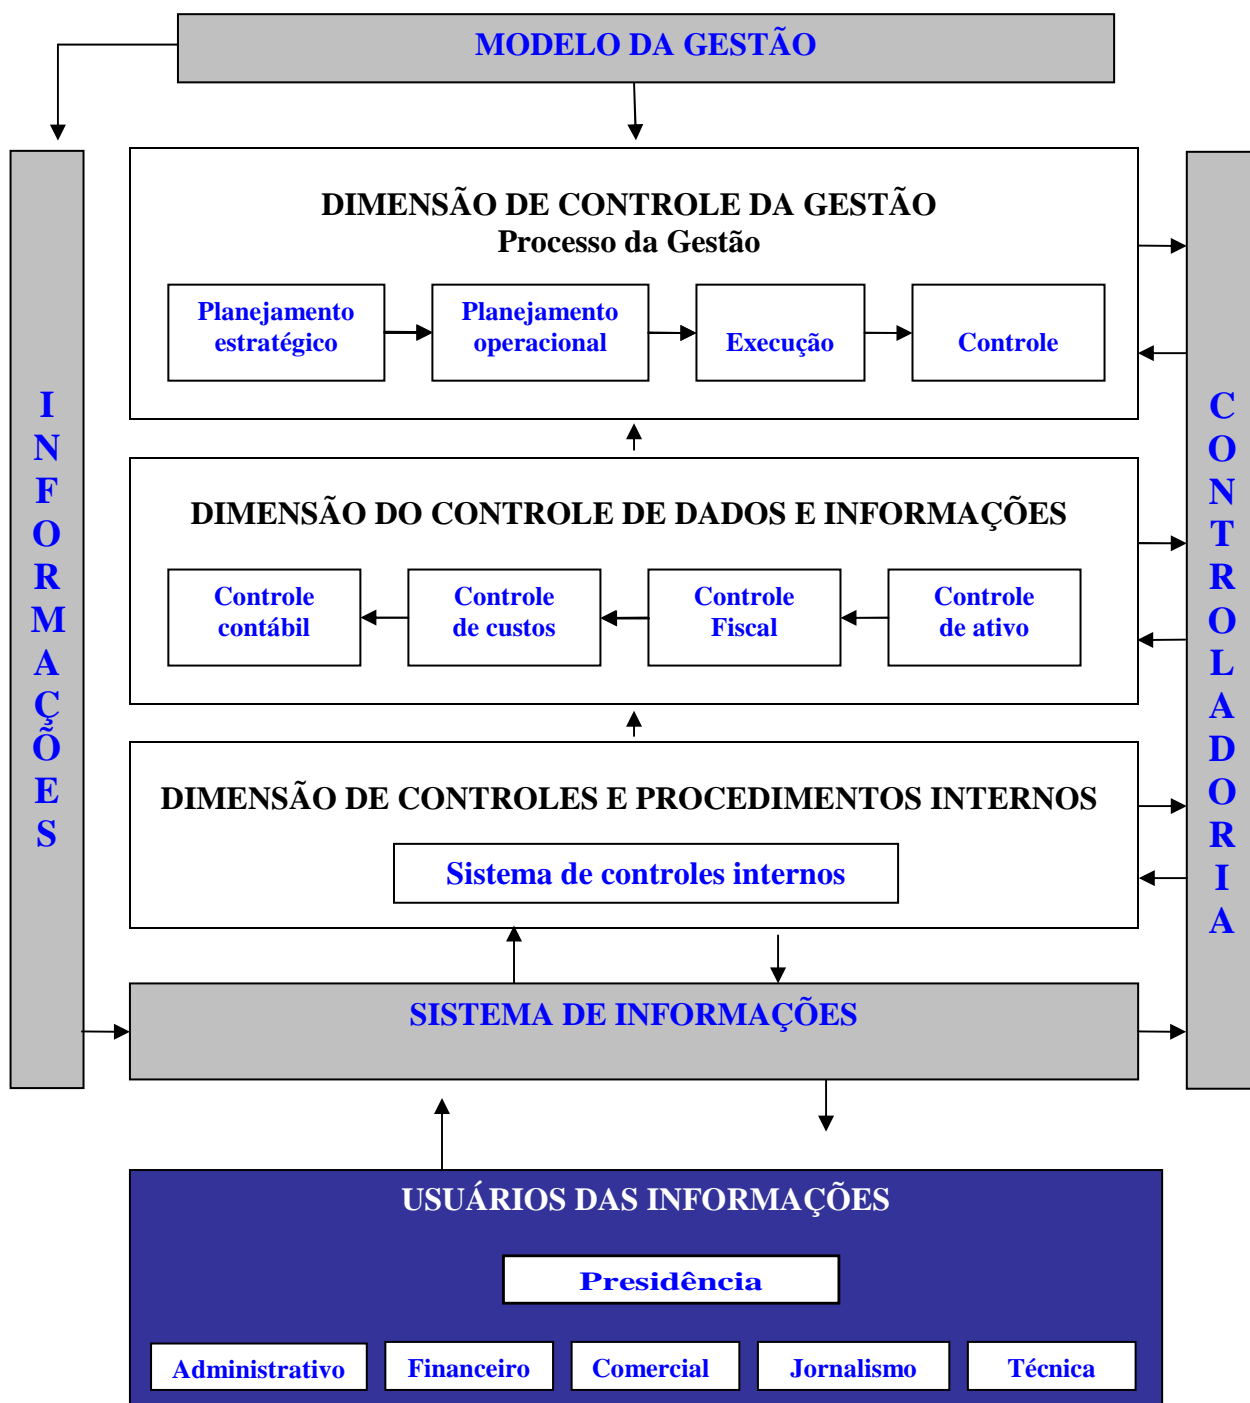 MODELO DA GESTÃO
DIMENSÃO DE CONTROLE DA GESTÃO
Processo da Gestão
Planejamento
estratégico
Planejamento
operacional
Execução
Controle
INFORMAÇÕES
CONTROLADORIA
DIMENSÃO DO CONTROLE DE DADOS E INFORMAÇÕES
Controle
contábil
Controle
de custos
Controle
Fiscal
Controle
de ativo
DIMENSÃO DE CONTROLES E PROCEDIMENTOS INTERNOS
Sistema de controles internos
SISTEMA DE INFORMAÇÕES
USUÁRIOS DAS INFORMAÇÕES
Presidência
Administrativo
Financeiro
Comercial
Jornalismo
Técnica